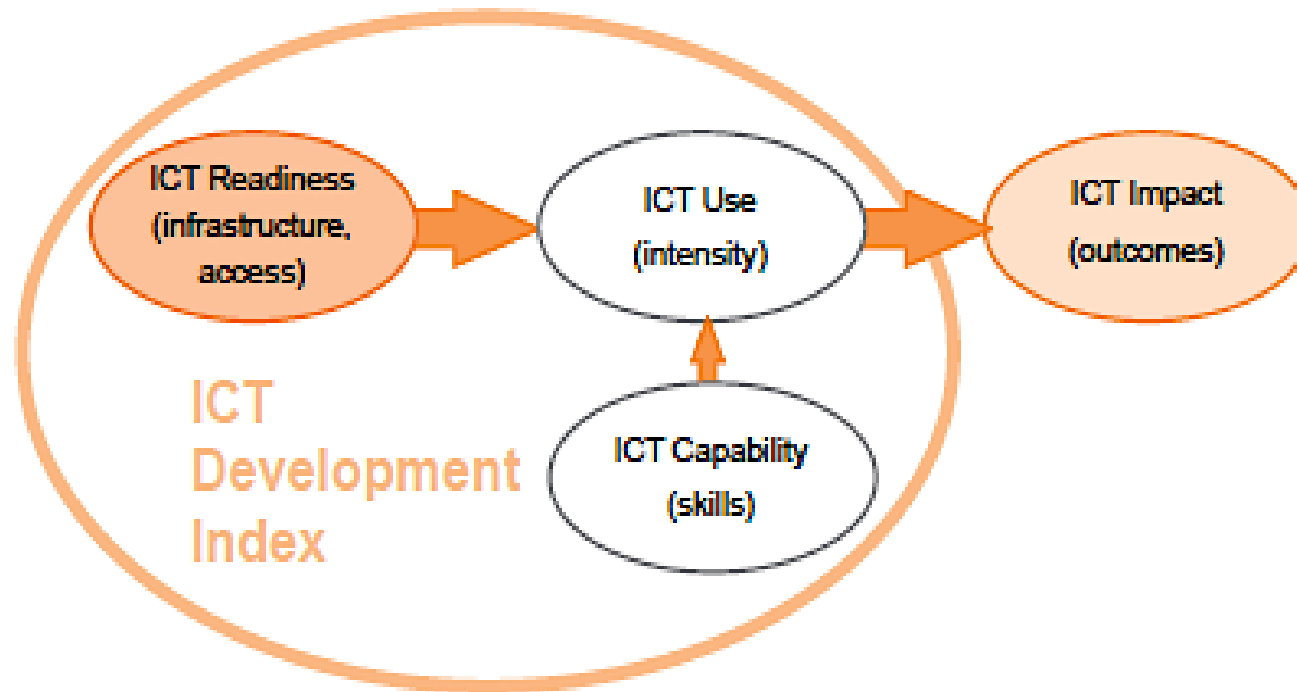 ICT Readiness
(infrastructure,
access)
ICT Use
(intensity)
ICT Impact
(outcomes)
ICT
Development
Index
ICT Capability
(skills)